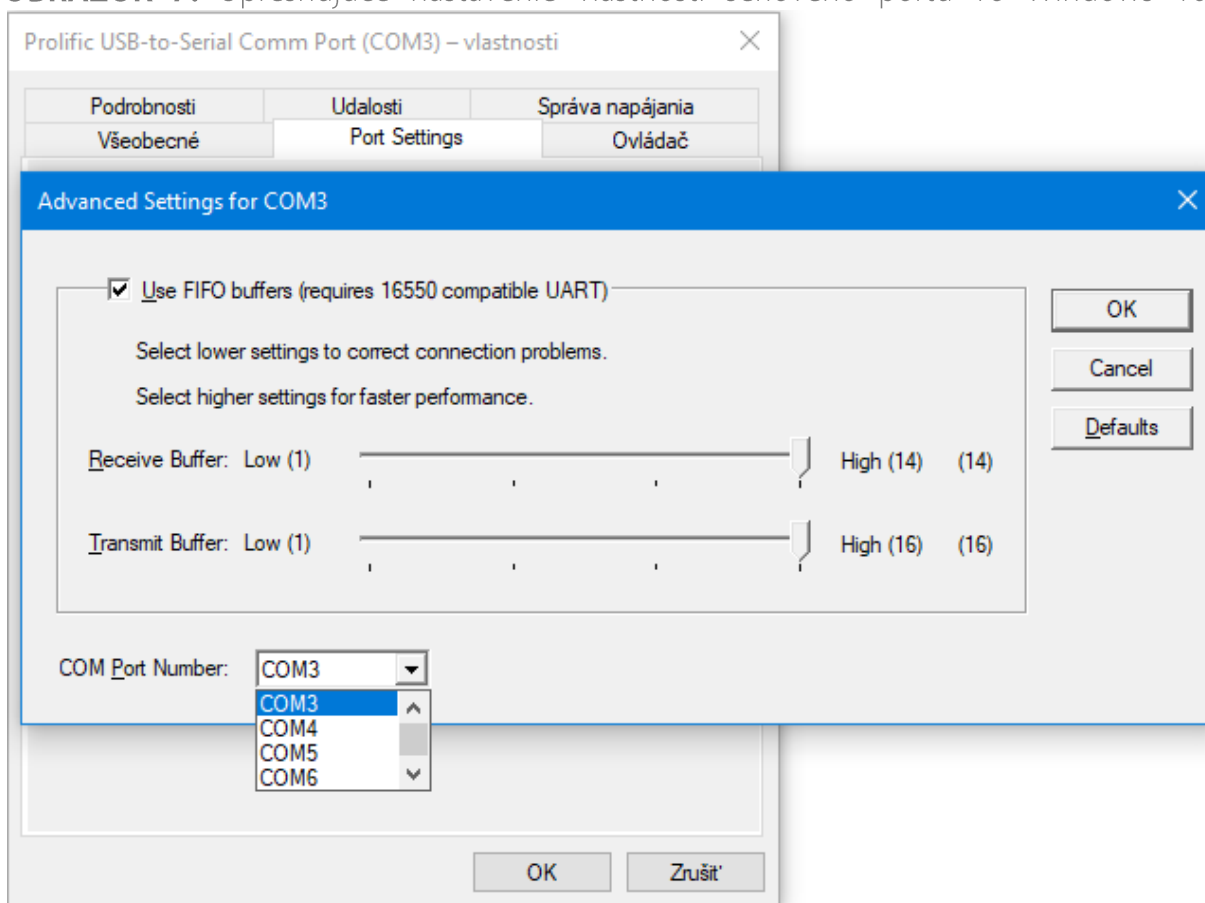 Prolific USB-to-Serial Comm Port (COM3) – vlastnosti
Podrobnosti Udalosti Správa napájania
Všeobecné Port Settings Ovládač
Advanced Settings for COM3
Use FIFO buffers (requires 16550 compatible UART)
OK
Select lower settings to correct connection problems.
Cancel
Select higher settings for faster performance.
Defaults
Receive Buffer: Low (1) High (14) (14)
Transmit Buffer: Low (1) High (16) (16)
COM Port Number: COM3
COM3
COM4
COM5
COM6
OK Zrušiť